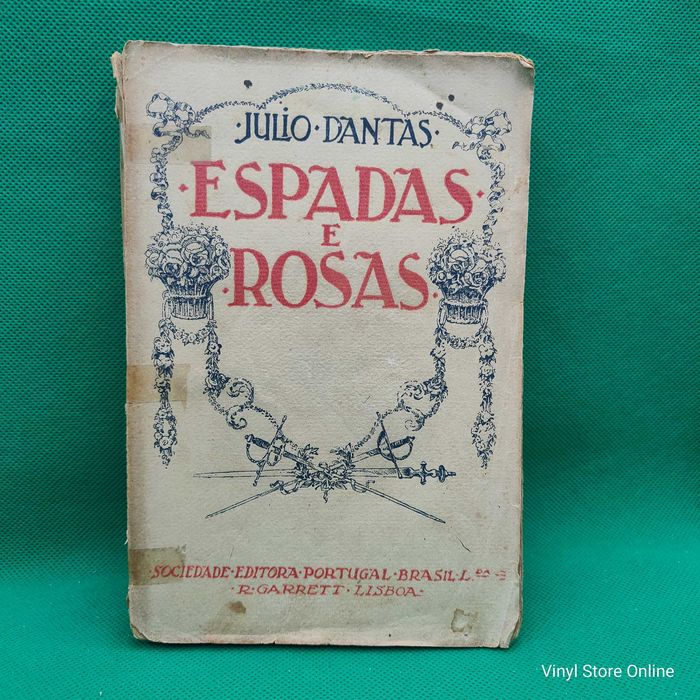 ·JULIO·DANTAS·
·ESPADAS·
E
·ROSAS·
·SOCIEDADE·EDITORA·PORTUGAL·BRASIL·L.DA
·R·GARRETT·LISBOA·
Vinyl Store Online